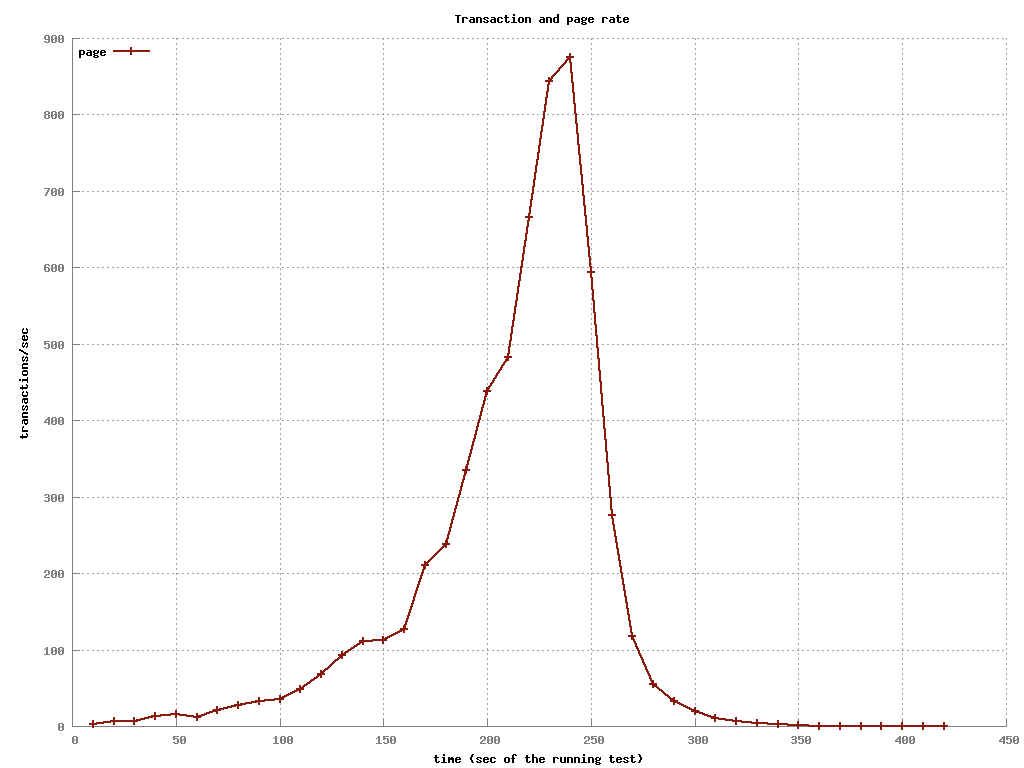 Transaction and page rate
page
900
800
700
600
500
400
300
200
100
0
transactions/sec
0 50 100 150 200 250 300 350 400 450
time (sec of the running test)